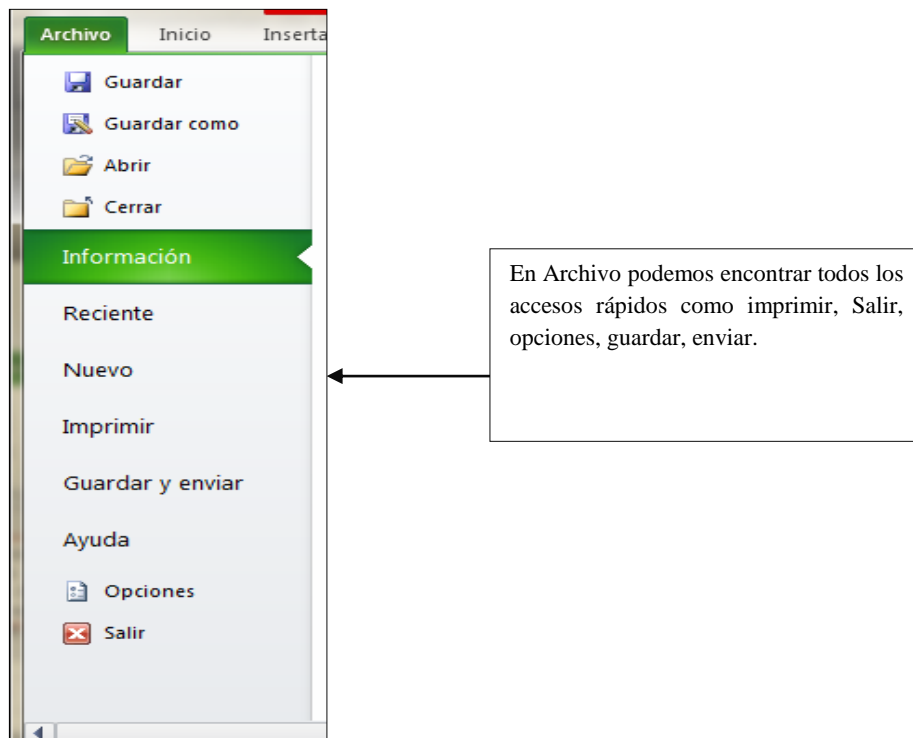 Archivo Inicio Inserta
Guardar
Guardar como
Abrir
Cerrar
Información
Reciente
Nuevo
Imprimir
Guardar y enviar
Ayuda
Opciones
Salir
En Archivo podemos encontrar todos los
accesos rápidos como imprimir, Salir,
opciones, guardar, enviar.